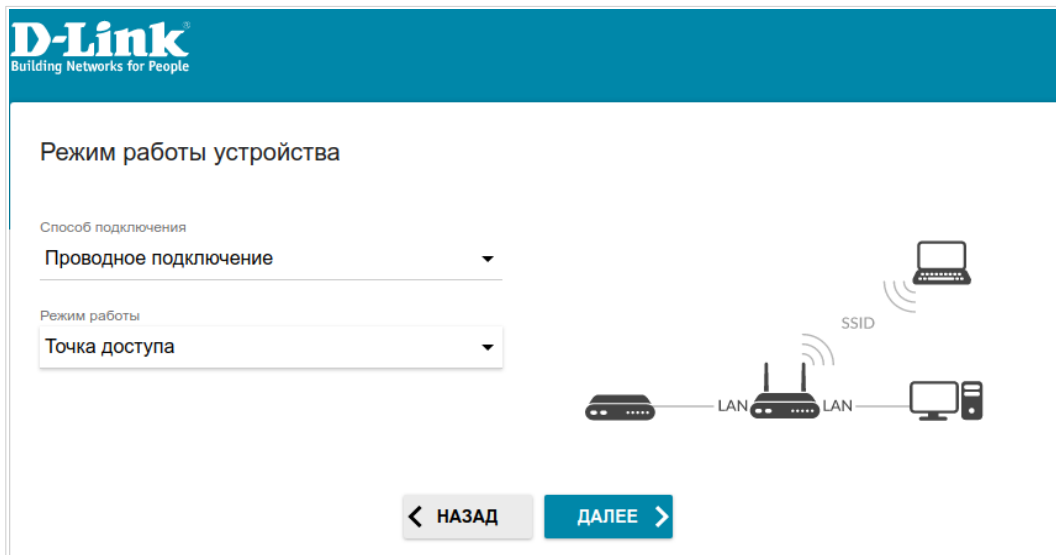 D-Link®
Building Networks for People
Режим работы устройства
Способ подключения
Проводное подключение
Режим работы
Точка доступа
SSID
LAN
LAN
НАЗАД
ДАЛЕЕ